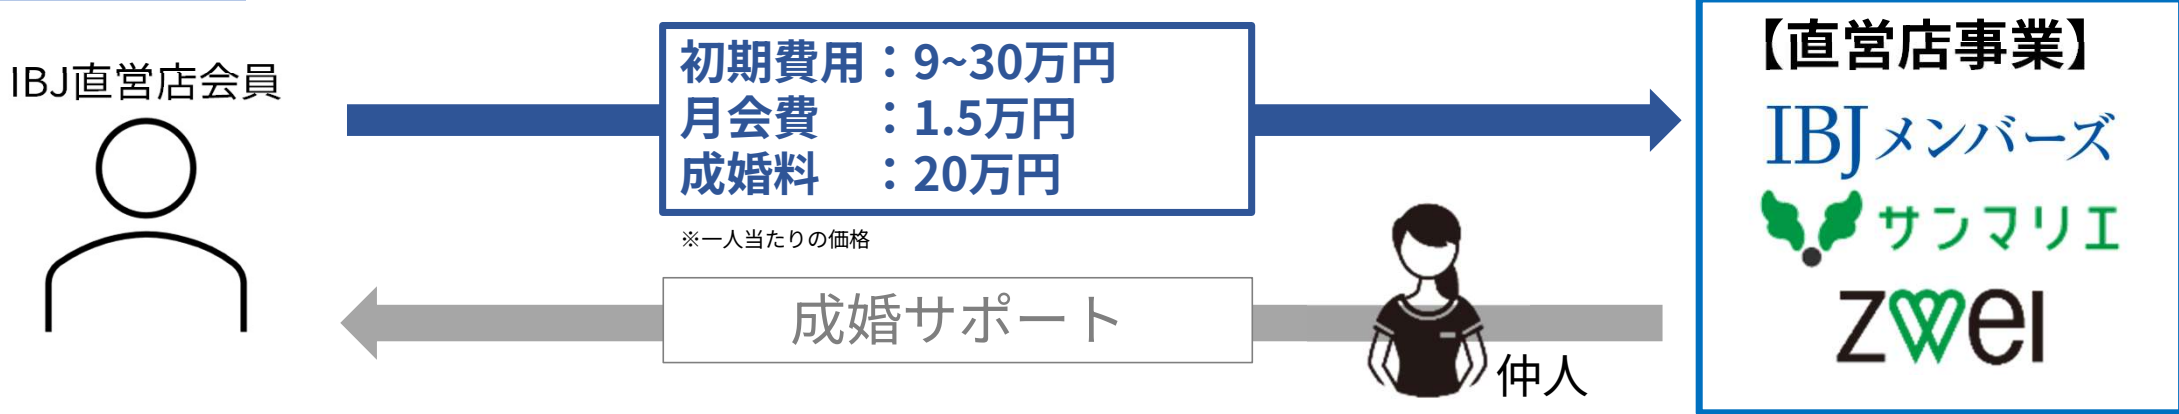 IBJ直営店会員
初期費用：9~30万円
月会費　：1.5万円
成婚料　：20万円
※一人当たりの価格
成婚サポート
仲人
【直営店事業】
IBJメンバーズ
サンマリエ
zwei